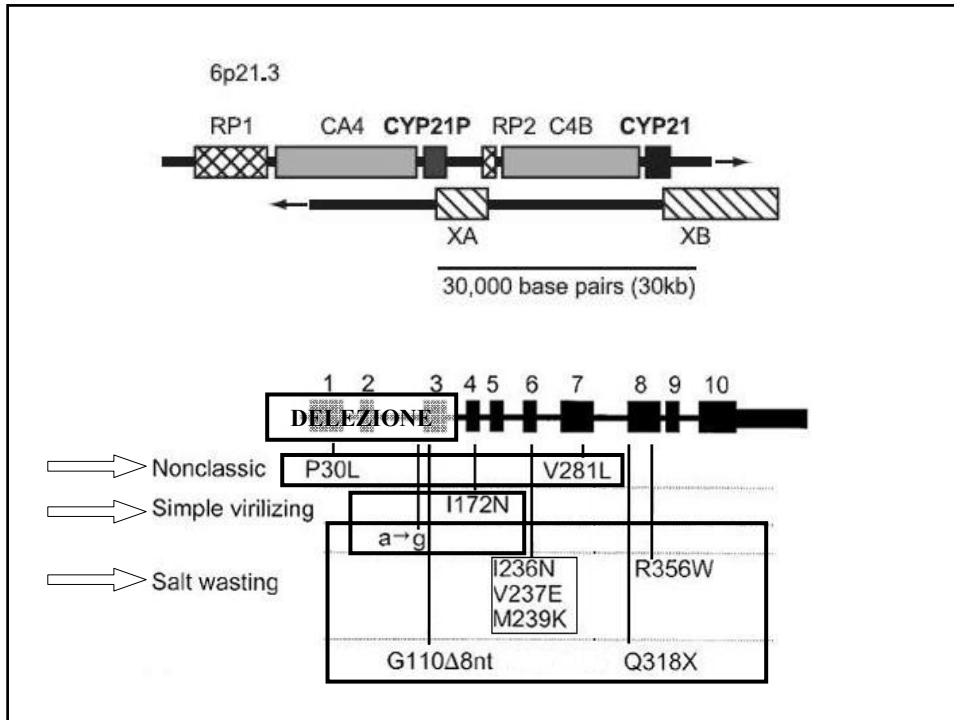 6p21.3
RP1 CA4 CYP21P RP2 C4B CYP21
XA XB
30,000 base pairs (30kb)
1 2 3 4 5 6 7 8 9 10
DELEZIONE
Nonclassic P30L V281L
Simple virilizing I172N
a→g
Salt wasting I236N R356W
V237E
M239K
G110Δ8nt Q318X